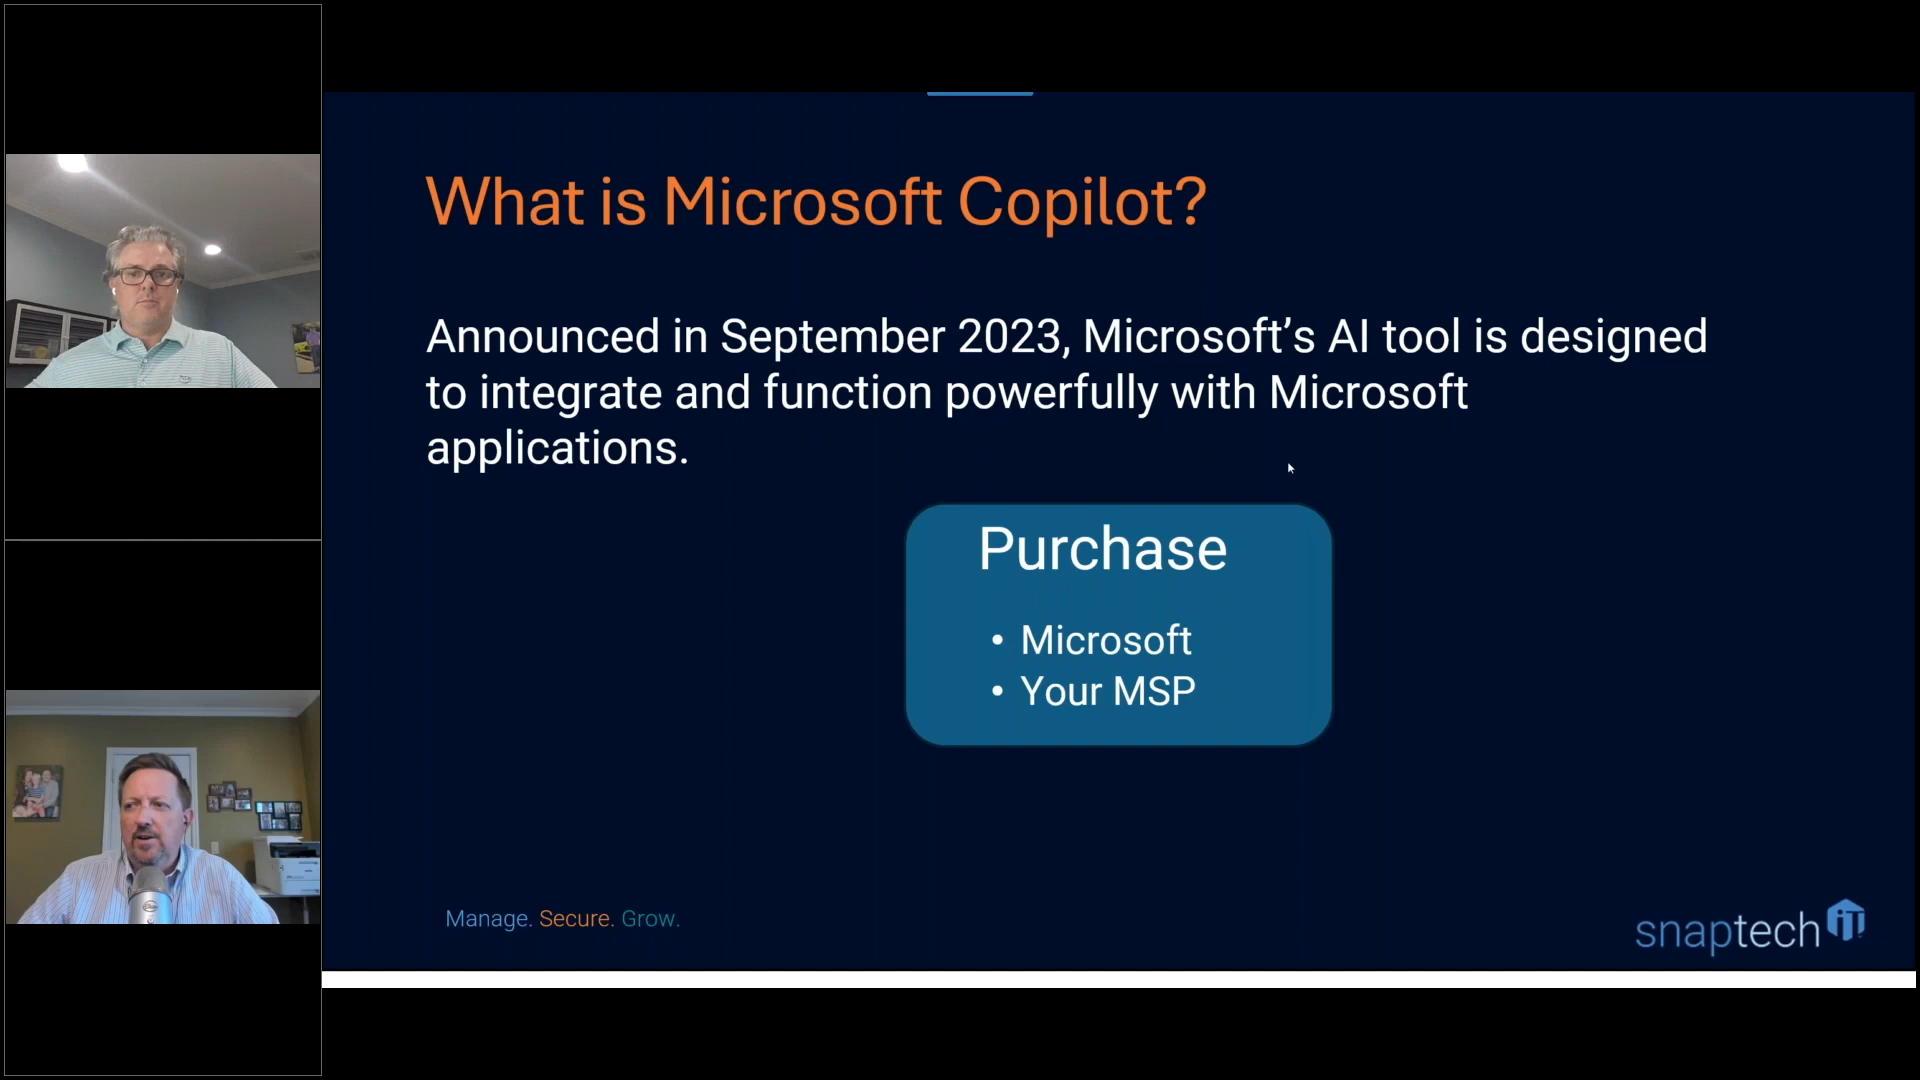 What is Microsoft Copilot?
Announced in September 2023, Microsoft’s AI tool is designed
to integrate and function powerfully with Microsoft
applications.
Purchase
• Microsoft
• Your MSP
Manage. Secure. Grow.
snaptech iT